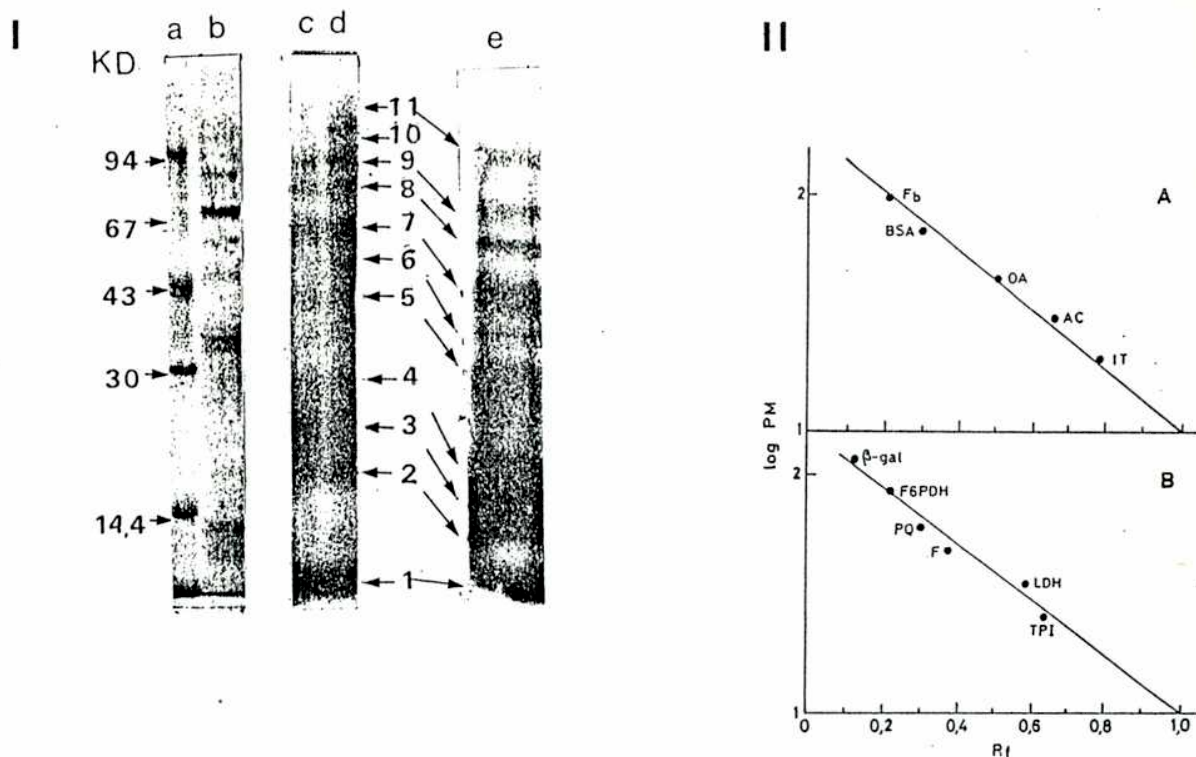 I
a b
c d
e
KD
94
67
43
30
14,4
11
10
9
8
7
6
5
4
3
2
1
II
A
2
Fb
BSA
OA
AC
IT
1
log PM
B
2
β-gal
F6PDH
PQ
F
LDH
TPI
1
0 0,2 0,4 0,6 0,8 1,0
Rf